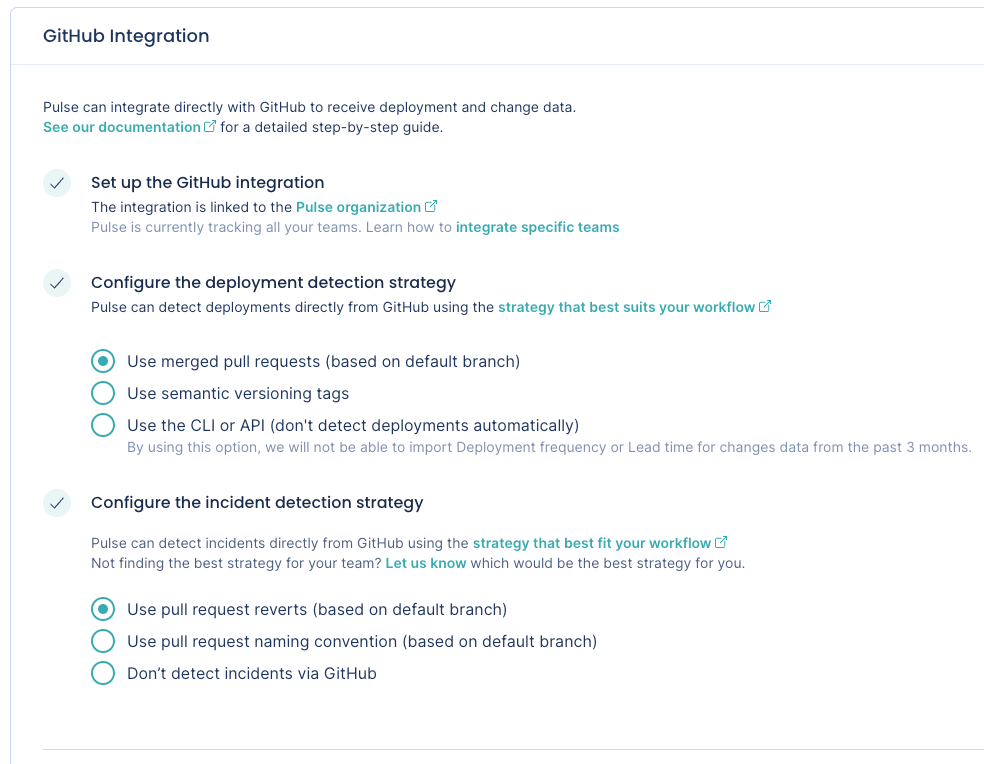 GitHub Integration
Pulse can integrate directly with GitHub to receive deployment and change data.
See our documentation for a detailed step-by-step guide.
Set up the GitHub integration
The integration is linked to the Pulse organization
Pulse is currently tracking all your teams. Learn how to integrate specific teams
Configure the deployment detection strategy
Pulse can detect deployments directly from GitHub using the strategy that best suits your workflow
Use merged pull requests (based on default branch)
Use semantic versioning tags
Use the CLI or API (don't detect deployments automatically)
By using this option, we will not be able to import Deployment frequency or Lead time for changes data from the past 3 months.
Configure the incident detection strategy
Pulse can detect incidents directly from GitHub using the strategy that best fit your workflow
Not finding the best strategy for your team? Let us know which would be the best strategy for you.
Use pull request reverts (based on default branch)
Use pull request naming convention (based on default branch)
Don’t detect incidents via GitHub